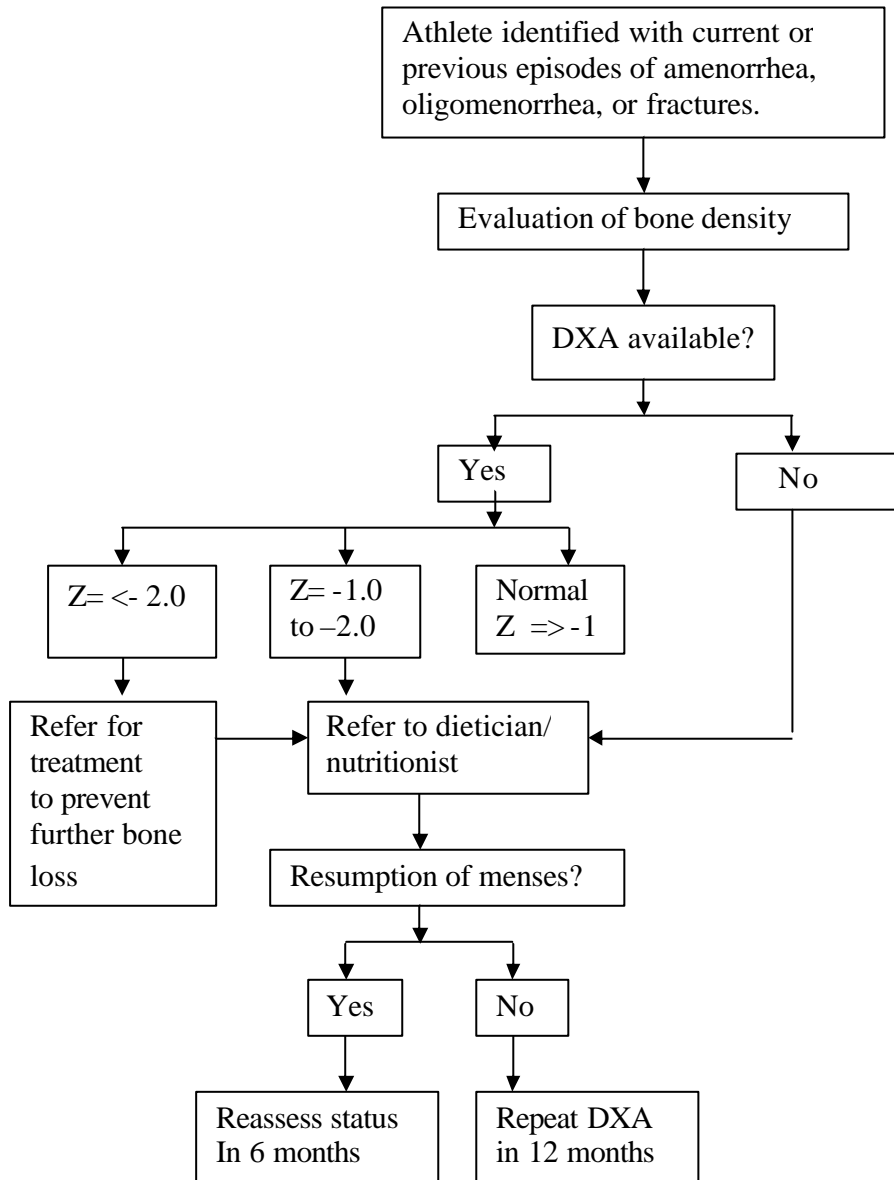 Athlete identified with current or
previous episodes of amenorrhea,
oligomenorrhea, or fractures.
Evaluation of bone density
DXA available?
Yes
No
Z= <- 2.0
Z= -1.0
to –2.0
Normal
Z => -1
Refer for
treatment
to prevent
further bone
loss
Refer to dietician/
nutritionist
Resumption of menses?
Yes
No
Reassess status
In 6 months
Repeat DXA
in 12 months